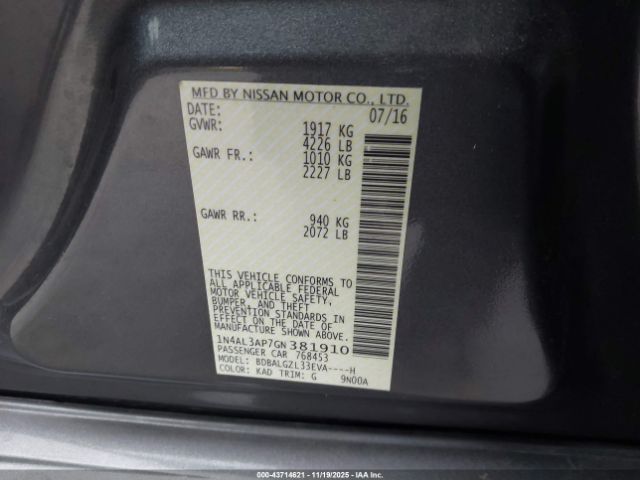 MFD BY NISSAN MOTOR CO., LTD.
DATE: 07/16
GVWR: 1917 KG
4226 LB
GAWR FR.: 1010 KG
2227 LB
GAWR RR.: 940 KG
2072 LB
THIS VEHICLE CONFORMS TO
ALL APPLICABLE FEDERAL
MOTOR VEHICLE SAFETY,
BUMPER, AND THEFT
PREVENTION STANDARDS IN
EFFECT ON THE DATE OF
MANUFACTURE SHOWN ABOVE.
1N4AL3AP7GN381910
PASSENGER CAR 768453
MODEL: BDBALGZL33EVA----H
COLOR: KAD TRIM: G 9N00A
© IAAI 000-43714621 - 11/19/2025 - IAAI.COM